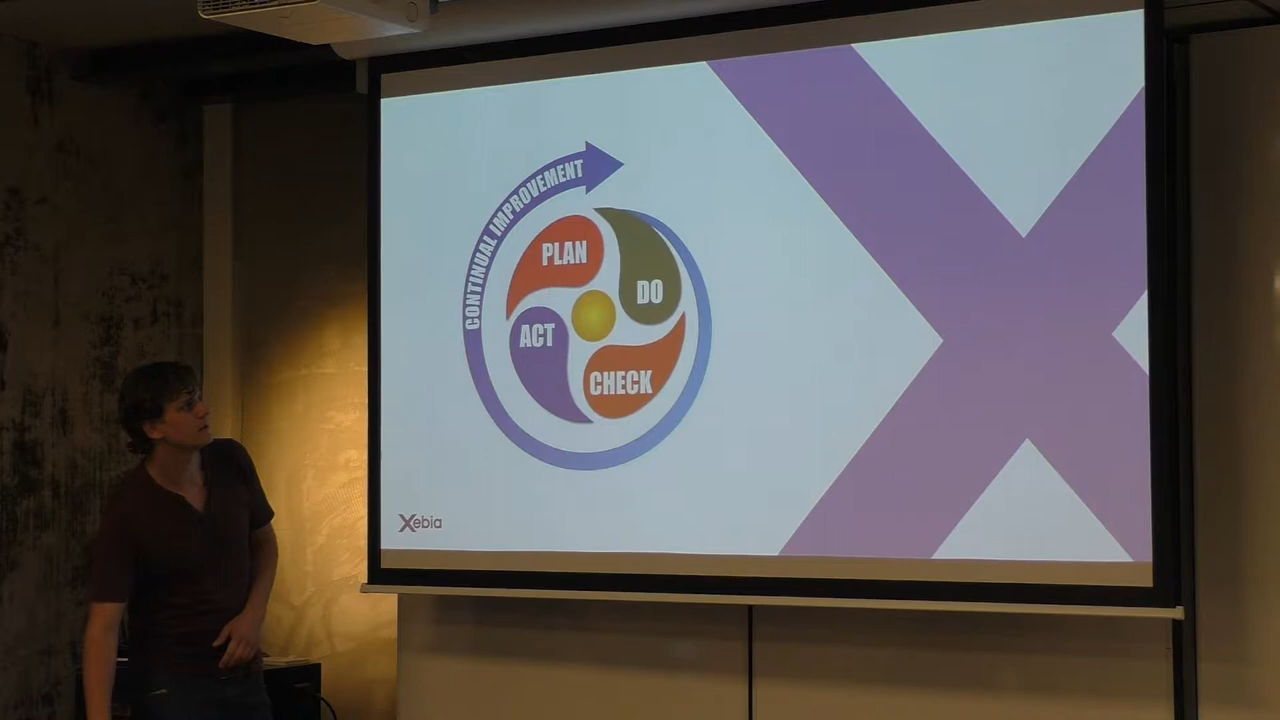 CONTINUAL IMPROVEMENT
PLAN
DO
ACT
CHECK
Xebia